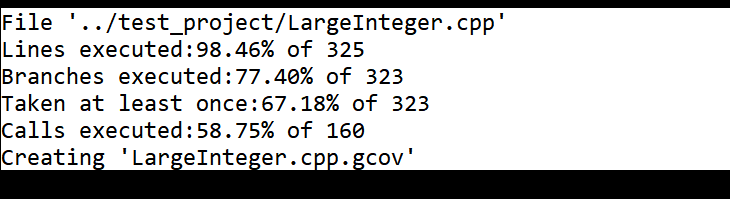 File '../test_project/LargeInteger.cpp'
Lines executed:98.46% of 325
Branches executed:77.40% of 323
Taken at least once:67.18% of 323
Calls executed:58.75% of 160
Creating 'LargeInteger.cpp.gcov'